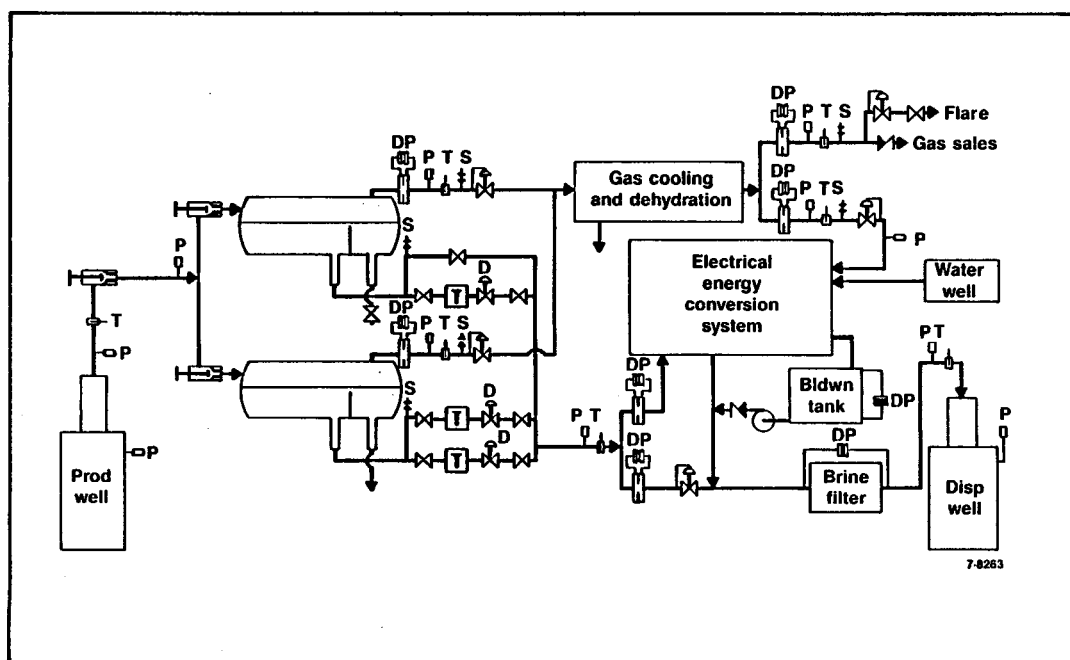 DP
P T S
Flare
Gas sales
DP
P T S
Gas cooling
and dehydration
DP
P T S
P
S
P
D
T
Electrical
energy
conversion
system
Water
well
T
DP
P T S
P
S
D
DP
P T
Bldwn
tank
DP
P
T
P T
D
DP
DP
Prod
well
P
T
Brine
filter
Disp
well
7-8263